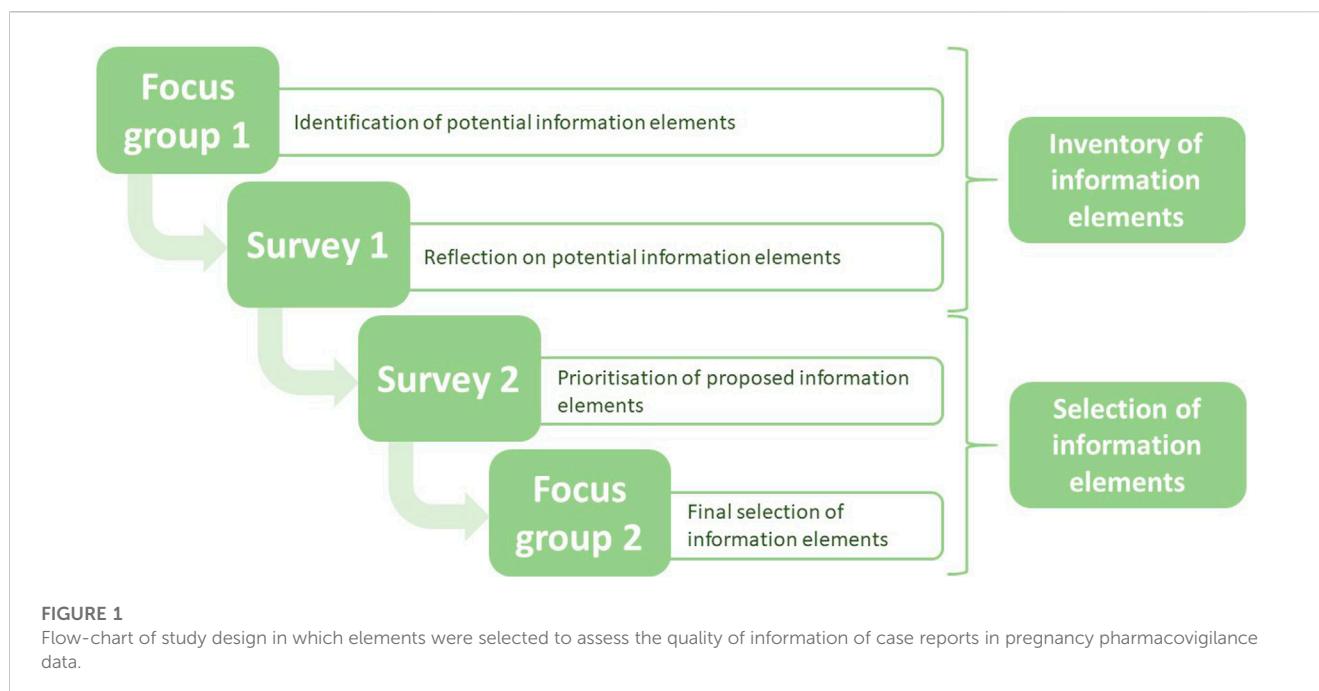 Focus
group 1
Identification of potential information elements
Survey 1
Reflection on potential information elements
Inventory of
information
elements
Survey 2
Prioritisation of proposed information
elements
Focus
group 2
Final selection of
information elements
Selection of
information
elements
FIGURE 1
Flow-chart of study design in which elements were selected to assess the quality of information of case reports in pregnancy pharmacovigilance
data.